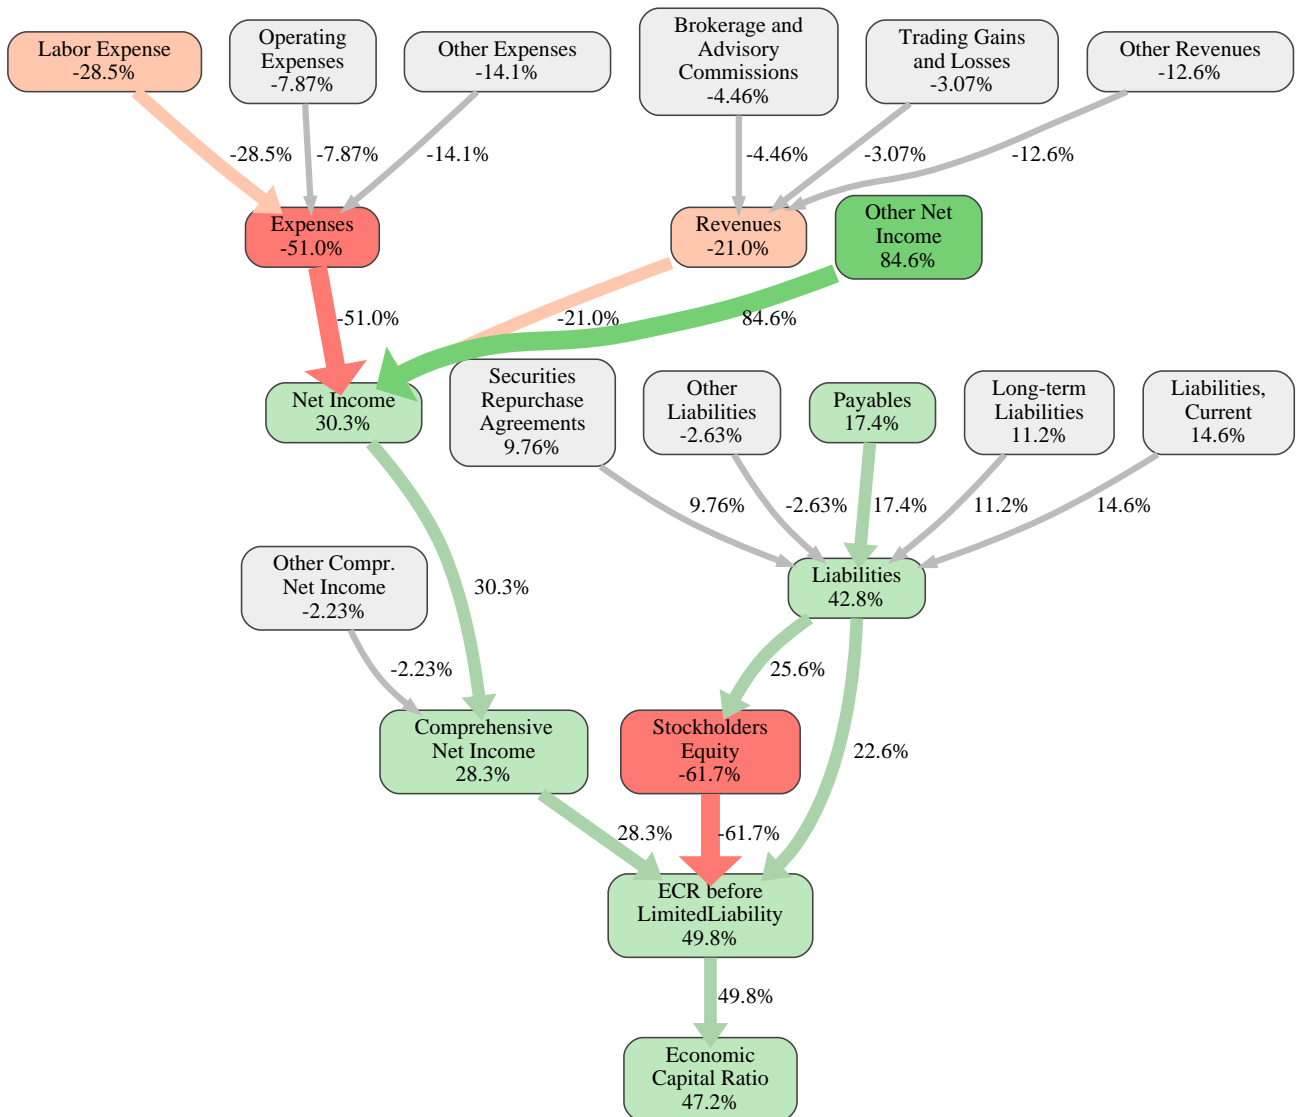 Labor Expense
-28.5%
Operating
Expenses
-7.87%
Other Expenses
-14.1%
Brokerage and
Advisory
Commissions
-4.46%
Trading Gains
and Losses
-3.07%
Other Revenues
-12.6%
-28.5%
-7.87%
-14.1%
-4.46%
-3.07%
-12.6%
Expenses
-51.0%
Revenues
-21.0%
Other Net
Income
84.6%
-51.0%
-21.0%
84.6%
Net Income
30.3%
Securities
Repurchase
Agreements
9.76%
Other
Liabilities
-2.63%
Payables
17.4%
Long-term
Liabilities
11.2%
Liabilities,
Current
14.6%
9.76%
-2.63%
17.4%
11.2%
14.6%
Other Compr.
Net Income
-2.23%
30.3%
Liabilities
42.8%
-2.23%
25.6%
22.6%
Comprehensive
Net Income
28.3%
Stockholders
Equity
-61.7%
28.3%
-61.7%
ECR before
LimitedLiability
49.8%
49.8%
Economic
Capital Ratio
47.2%